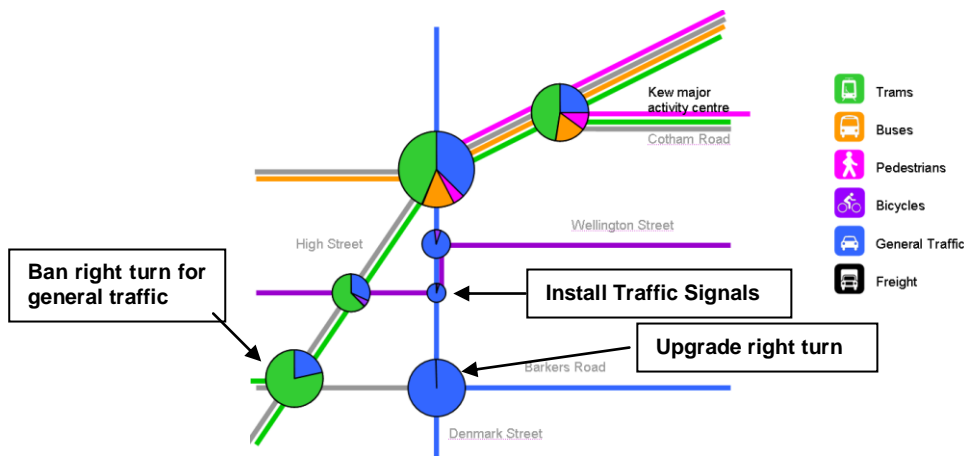 Kew major
activity centre
Cotham Road
Wellington Street
High Street
Ban right turn for
general traffic
Install Traffic Signals
Upgrade right turn
Barkers Road
Denmark Street
Trams
Buses
Pedestrians
Bicycles
General Traffic
Freight